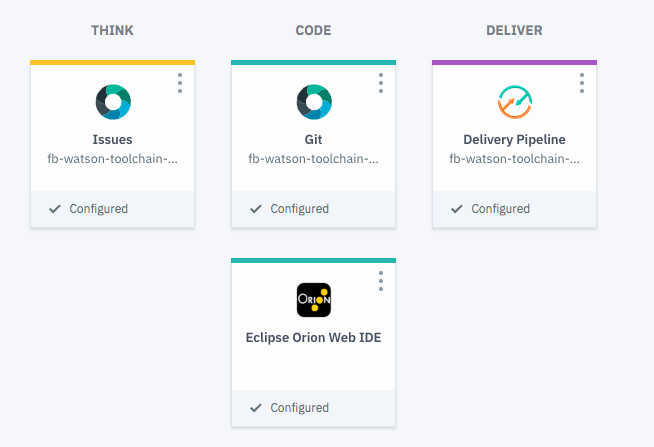 THINK
CODE
DELIVER
Issues
fb-watson-toolchain-...
Configured
Git
fb-watson-toolchain-...
Configured
Delivery Pipeline
fb-watson-toolchain-...
Configured
ORION
Eclipse Orion Web IDE
Configured